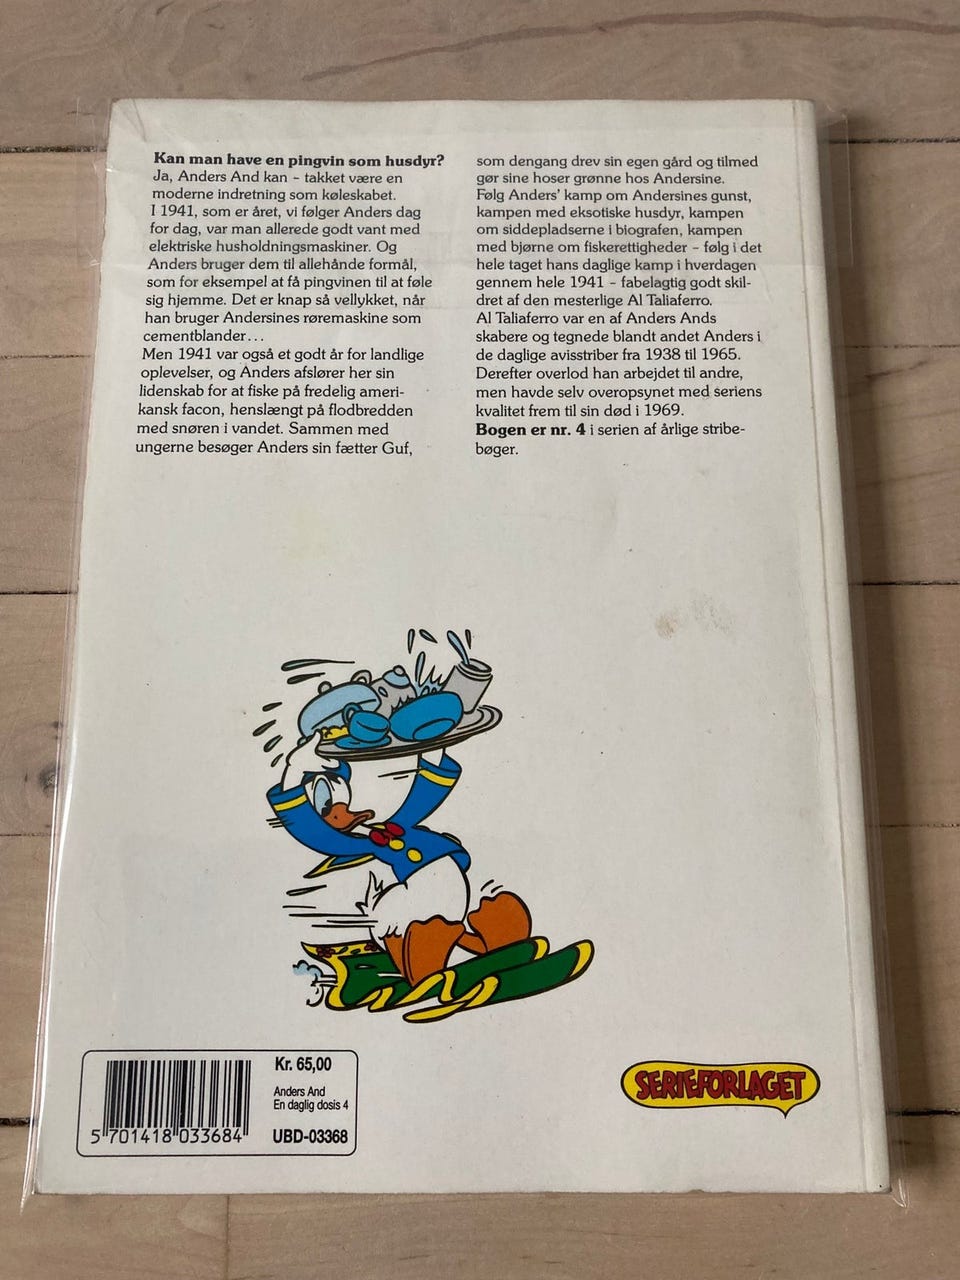 Kan man have en pingvin som husdyr?
Ja, Anders And kan – takket være en
moderne indretning som køleskabet.
I 1941, som er året, vi følger Anders dag
for dag, var man allerede godt vant med
elektriske husholdningsmaskiner. Og
Anders bruger dem til allehånde formål,
som for eksempel at få pingvinen til at føle
sig hjemme. Det er knap så vellykket, når
han bruger Andersines røremaskine som
cementblander...
Men 1941 var også et godt år for landlige
oplevelser, og Anders afslører her sin
lidenskab for at fiske på fredelig ameri-
kansk facon, henslængt på flodbredden
med snøren i vandet. Sammen med
ungerne besøger Anders sin fætter Guf,
som dengang drev sin egen gård og tilmed
gør sine hoser grønne hos Andersine.
Følg Anders' kamp om Andersines gunst,
kampen med eksotiske husdyr, kampen
om siddepladserne i biografen, kampen
med bjørne om fiskerettigheder – følg i det
hele taget hans daglige kamp i hverdagen
gennem hele 1941 – fabelagtig godt skil-
dret af den mesterlige Al Taliaferro.
Al Taliaferro var en af Anders Ands
skabere og tegnede blandt andet Anders i
de daglige avisstriber fra 1938 til 1965.
Derefter overlod han arbejdet til andre,
men havde selv overopsynet med seriens
kvalitet frem til sin død i 1969.
Bogen er nr. 4 i serien af årlige stribe-
bøger.
Kr. 65,00
Anders And
En daglig dosis 4
UBD-03368
5 701418 033684
SERIEFORLAGET